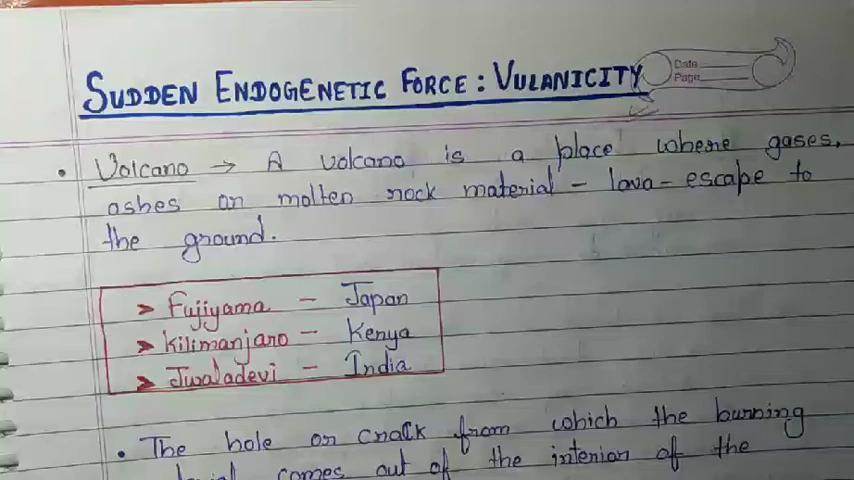 SUDDEN ENDOGENETIC FORCE : VULANICITY
Date
Page
• Volcano → A volcano is a place where gases,
ashes or molten rock material - lava - escape to
the ground.
➤ Fujiyama - Japan
➤ Kilimanjaro - Kenya
➤ Jwaladevi - India
• The hole or crack from which the burning
comes out of the interior of the